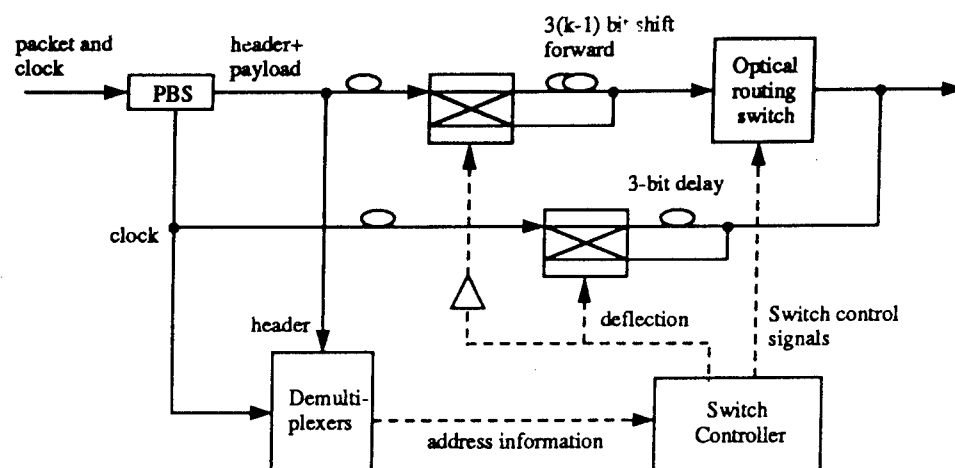 packet and
clock
PBS
header+
payload
3(k-1) bit shift
forward
Optical
routing
switch
3-bit delay
clock
header
deflection
Switch control
signals
Demulti-
plexers
address information
Switch
Controller